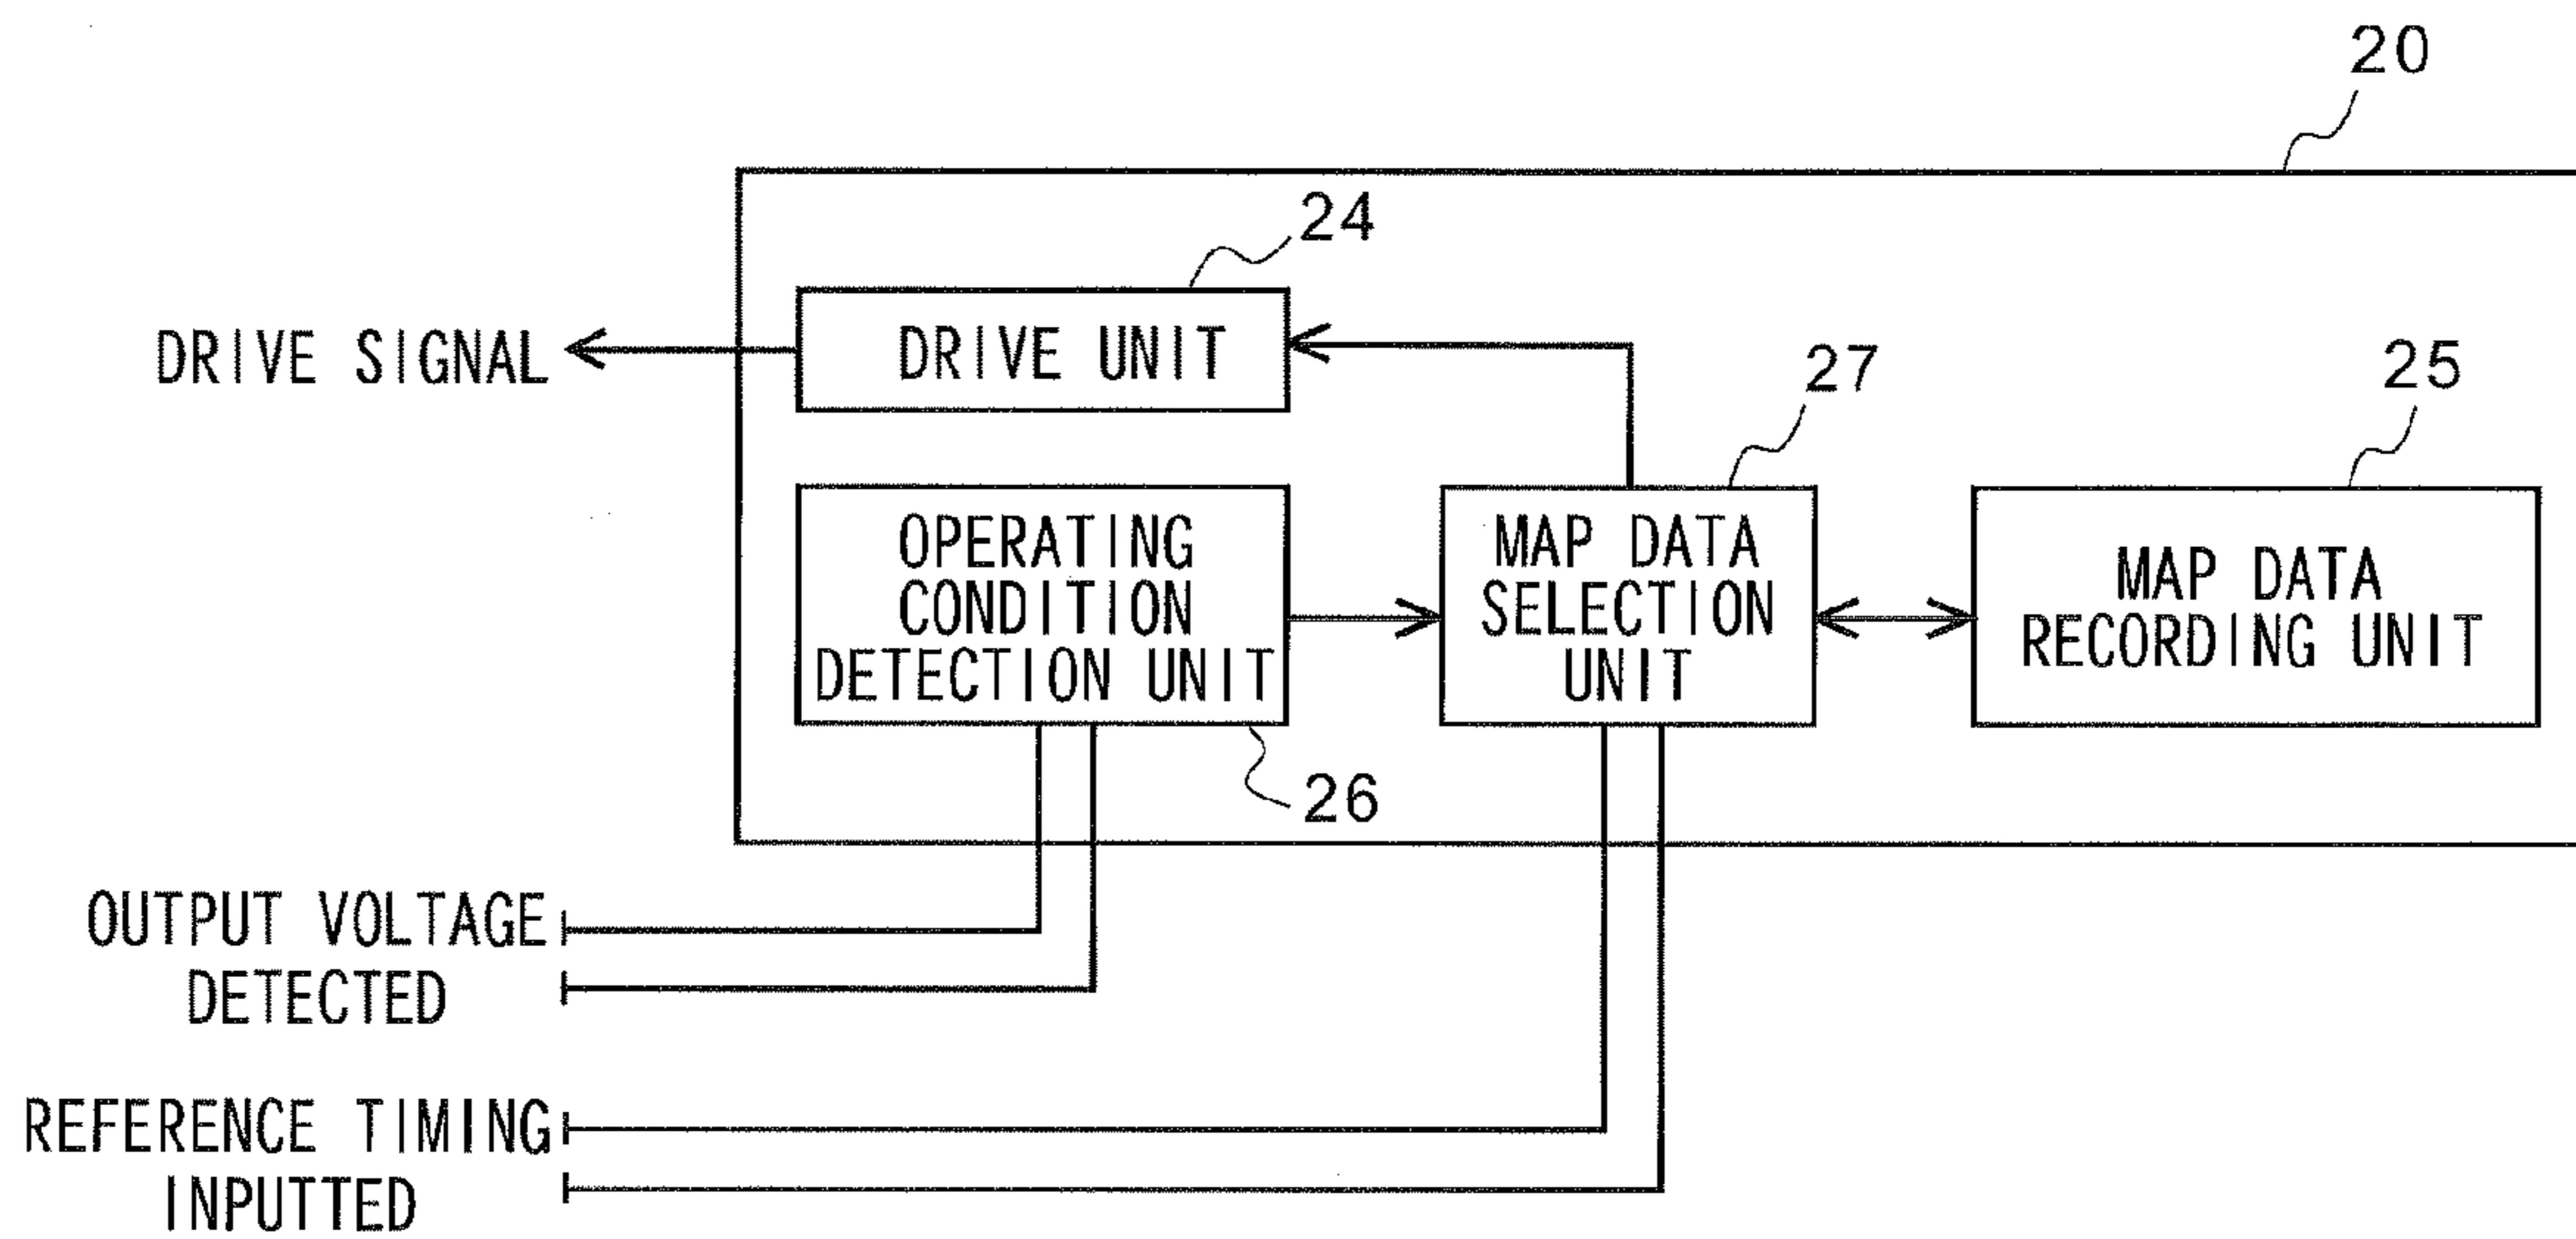 20
24
DRIVE SIGNAL
DRIVE UNIT
27
25
OPERATING
CONDITION
DETECTION UNIT
MAP DATA
SELECTION
UNIT
MAP DATA
RECORDING UNIT
26
OUTPUT VOLTAGE
DETECTED
REFERENCE TIMING
INPUTTED